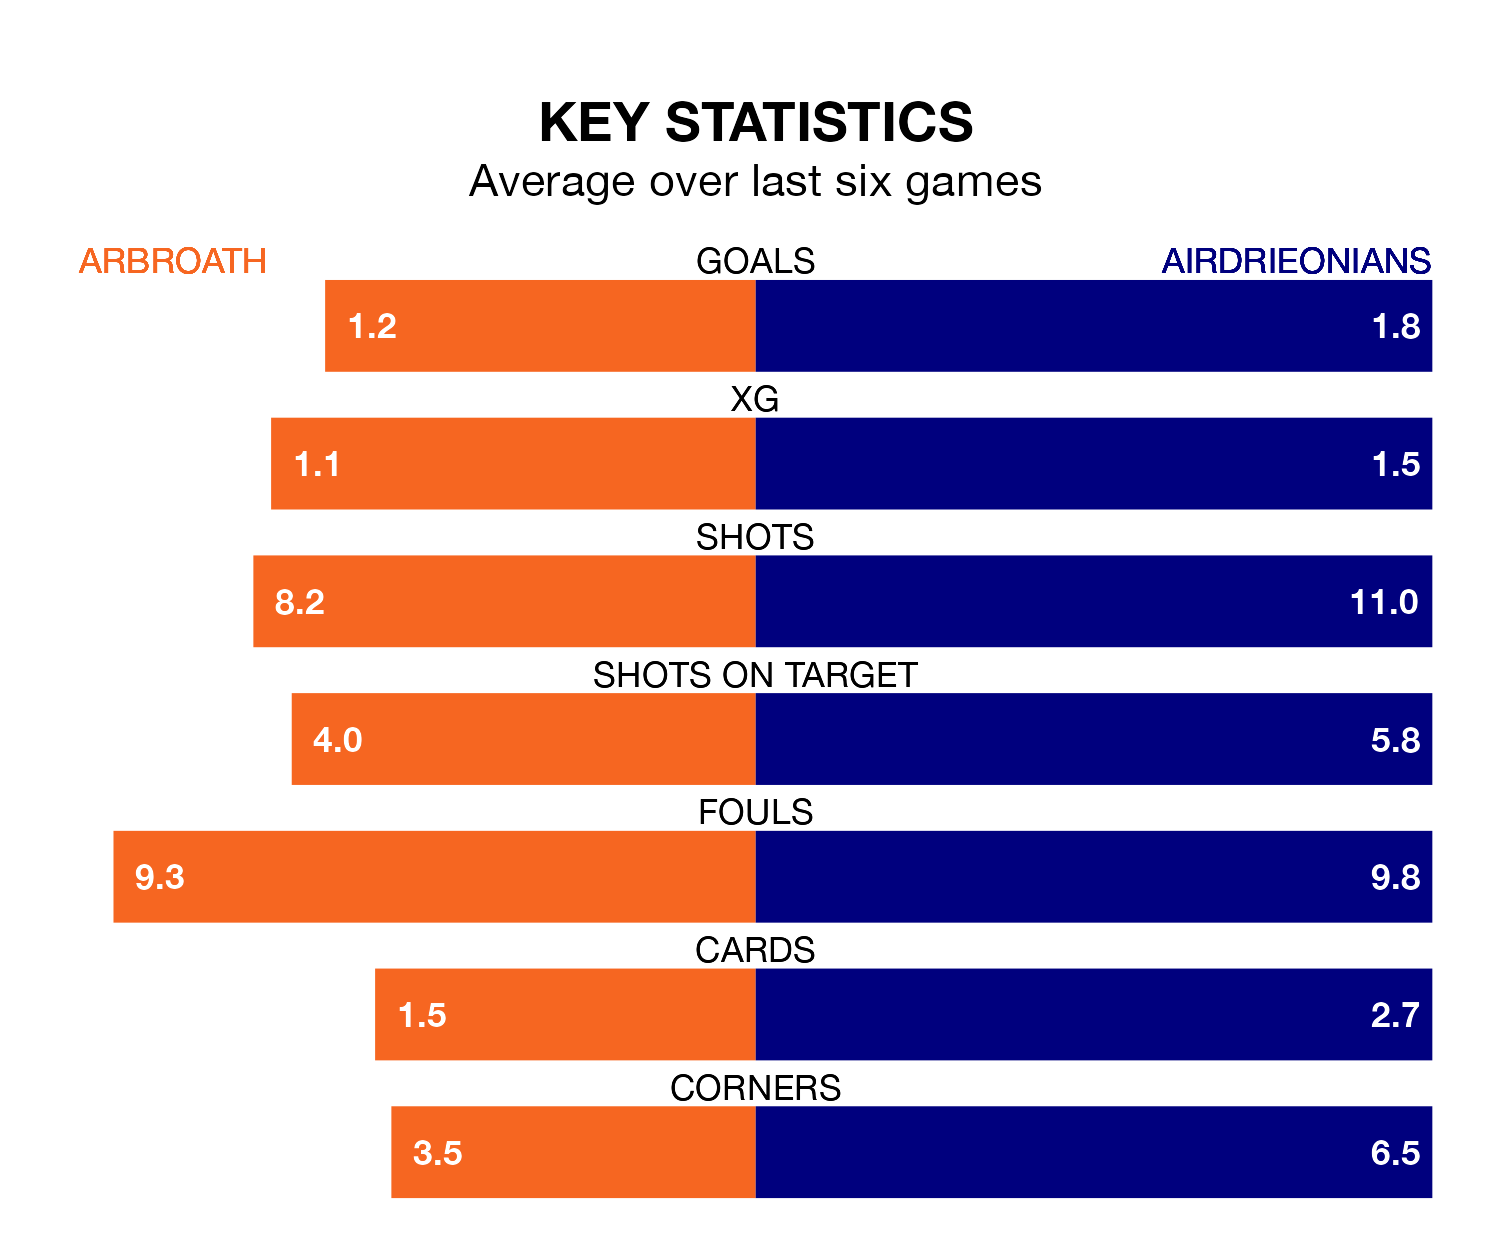 KEY STATISTICS
Average over last six games
ARBROATH GOALS AIRDRIEONIANS
1.2 1.8
XG
1.1 1.5
SHOTS
8.2 11.0
SHOTS ON TARGET
4.0 5.8
FOULS
9.3 9.8
CARDS
1.5 2.7
CORNERS
3.5 6.5